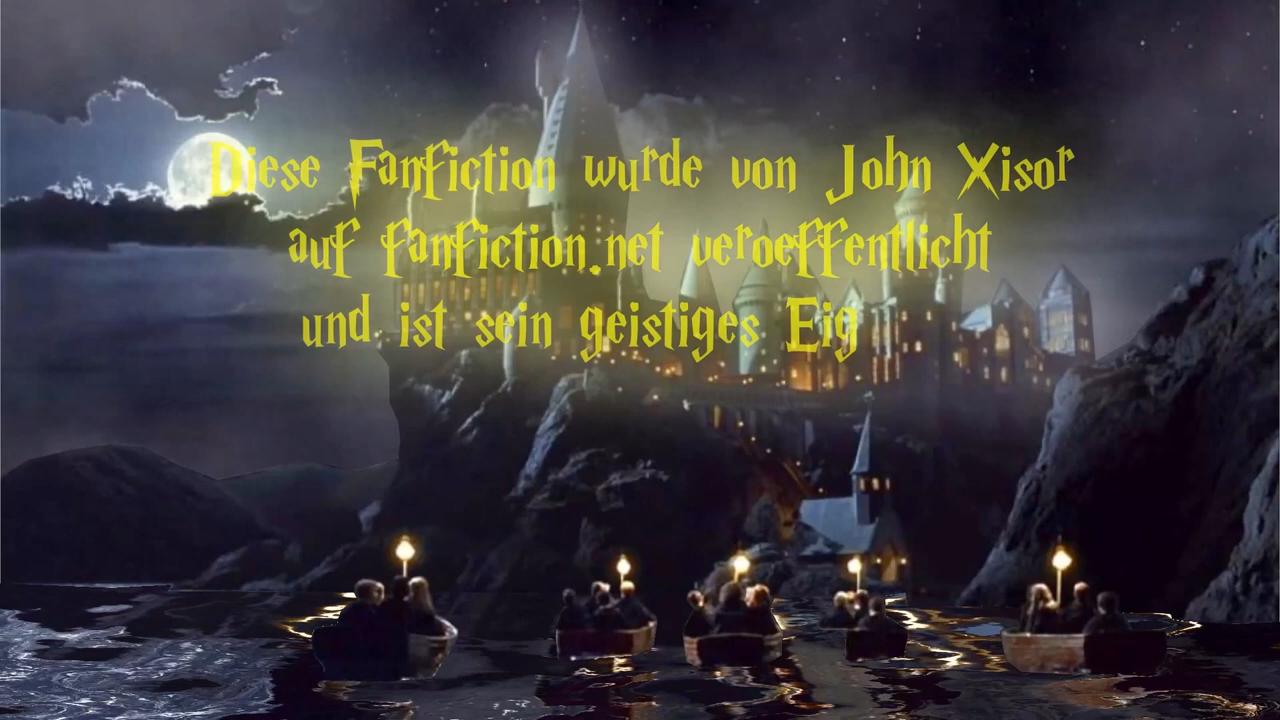 Diese Fanfiction wurde von John Xisor
auf fanfiction.net veroeffentlicht
und ist sein geistiges Eig